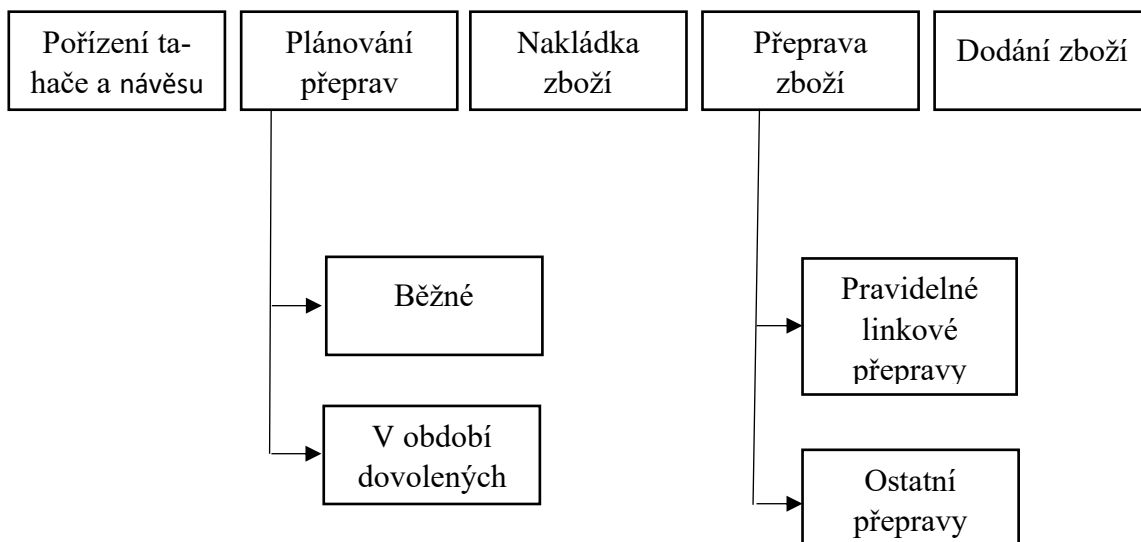 Pořízení ta-
hače a návěsu
Plánování
přeprav
Nakládka
zboží
Přeprava
zboží
Dodání zboží
Běžné
V období
dovolených
Pravidelné
linkové
přepravy
Ostatní
přepravy